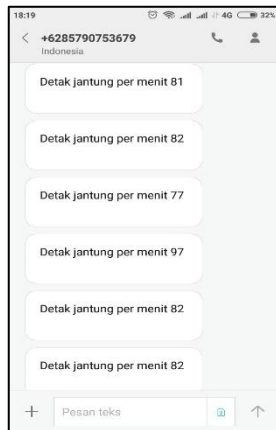 18:19
4G 32%
+6285790753679
Indonesia
Detak jantung per menit 81
Detak jantung per menit 82
Detak jantung per menit 77
Detak jantung per menit 97
Detak jantung per menit 82
Detak jantung per menit 82
Pesan teks